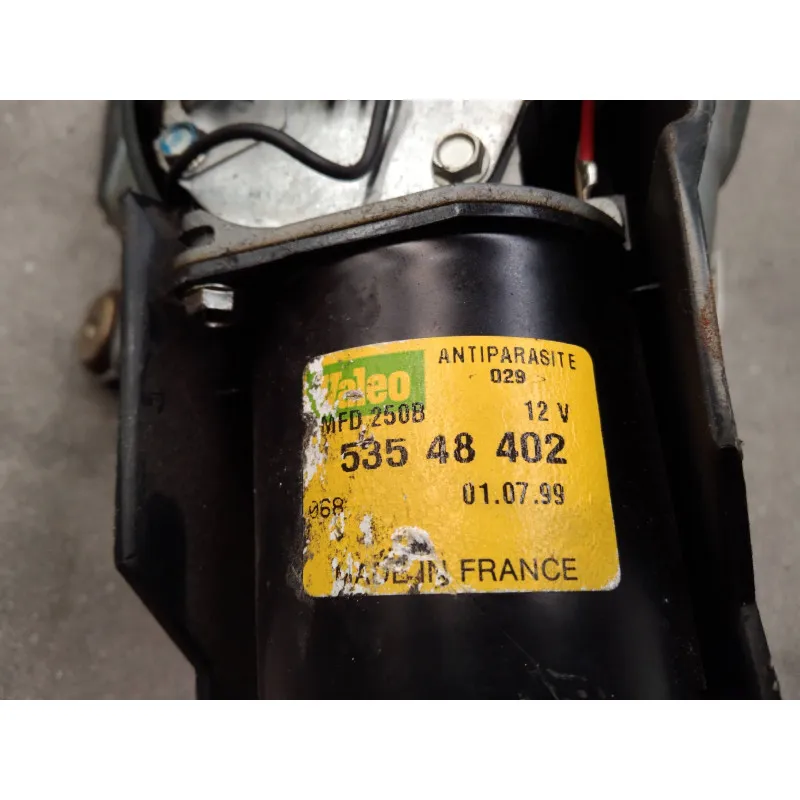 Valeo
ANTIPARASITE
029
MFD 250B 12 V
535 48 402
068 01.07.99
MADE IN FRANCE